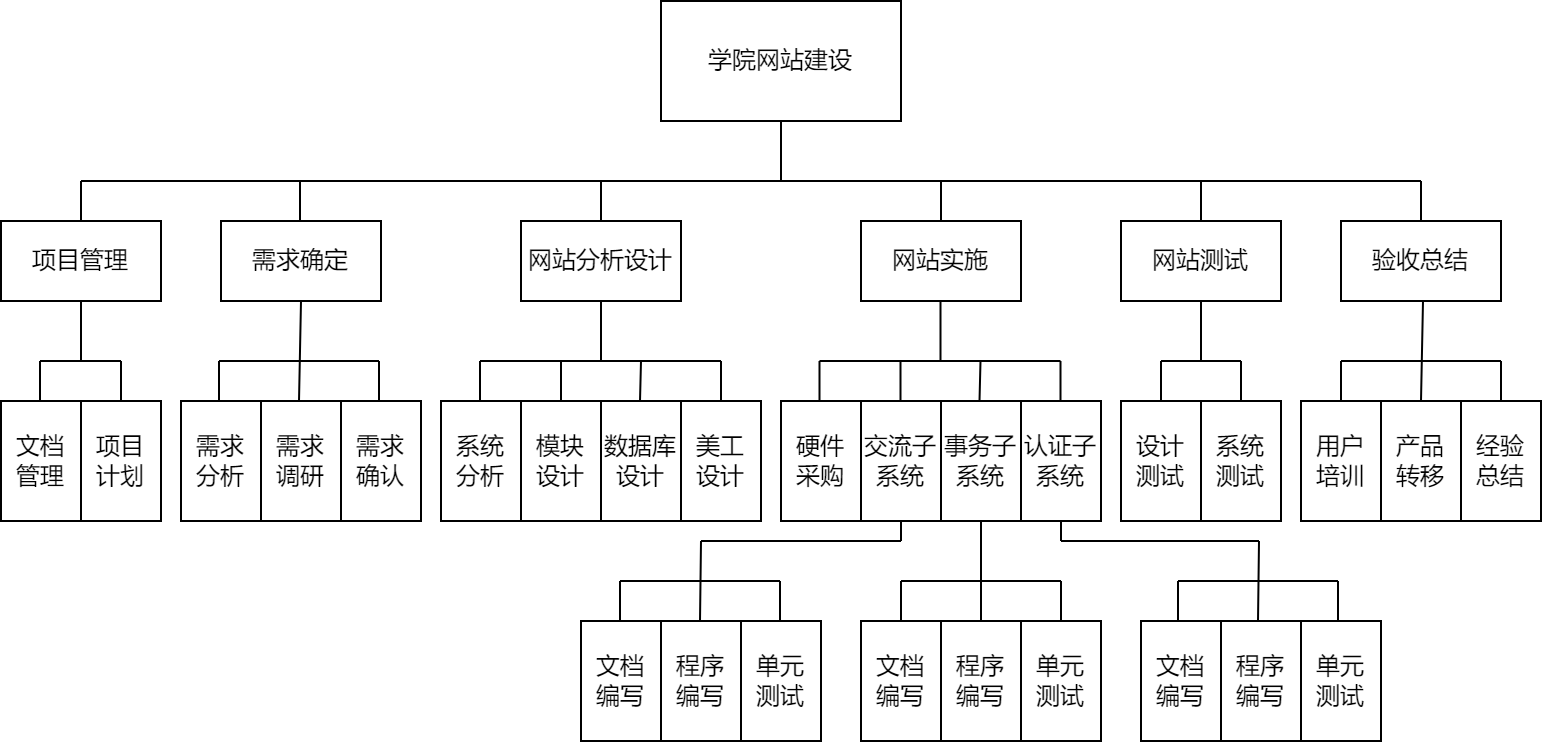 学院网站建设
项目管理
需求确定
网站分析设计
网站实施
网站测试
验收总结
文档
管理
项目
计划
需求
分析
需求
调研
需求
确认
系统
分析
模块
设计
数据库
设计
美工
设计
硬件
采购
交流子
系统
事务子
系统
认证子
系统
设计
测试
系统
测试
用户
培训
产品
转移
经验
总结
文档
编写
程序
编写
单元
测试
文档
编写
程序
编写
单元
测试
文档
编写
程序
编写
单元
测试